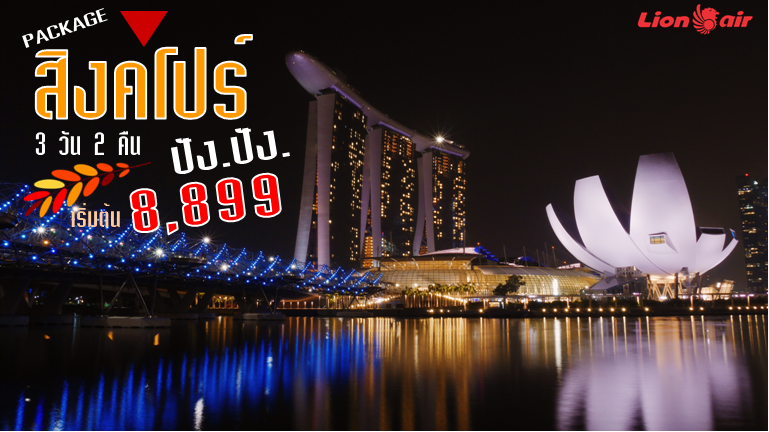 PACKAGE
สิงคโปร์
3 วัน 2 คืน
ปัง.ปัง.
เริ่มต้น 8,899
Lion air